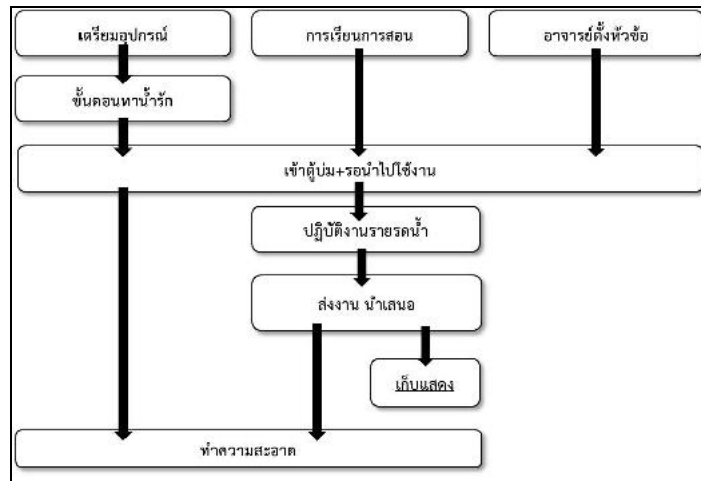 เตรียมอุปกรณ์
การเรียนการสอน
อาจารย์ตั้งหัวข้อ
ขั้นตอนทาน้ำรัก
เข้าตู้บ่ม+รอนำไปใช้งาน
ปฏิบัติงานรายรดน้ำ
ส่งงาน นำเสนอ
เก็บแสดง
ทำความสะอาด